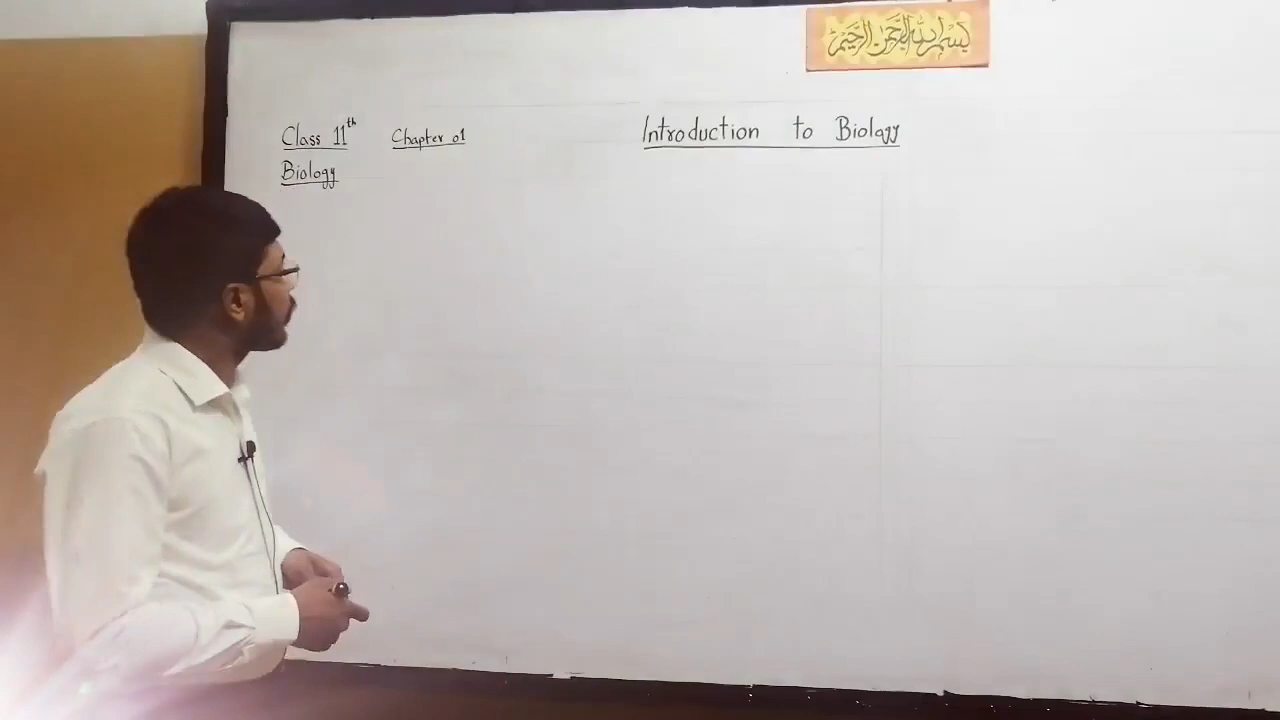 بسم الله الرحمن الرحيم
Class 11th Chapter 01 Introduction to Biology
Biology